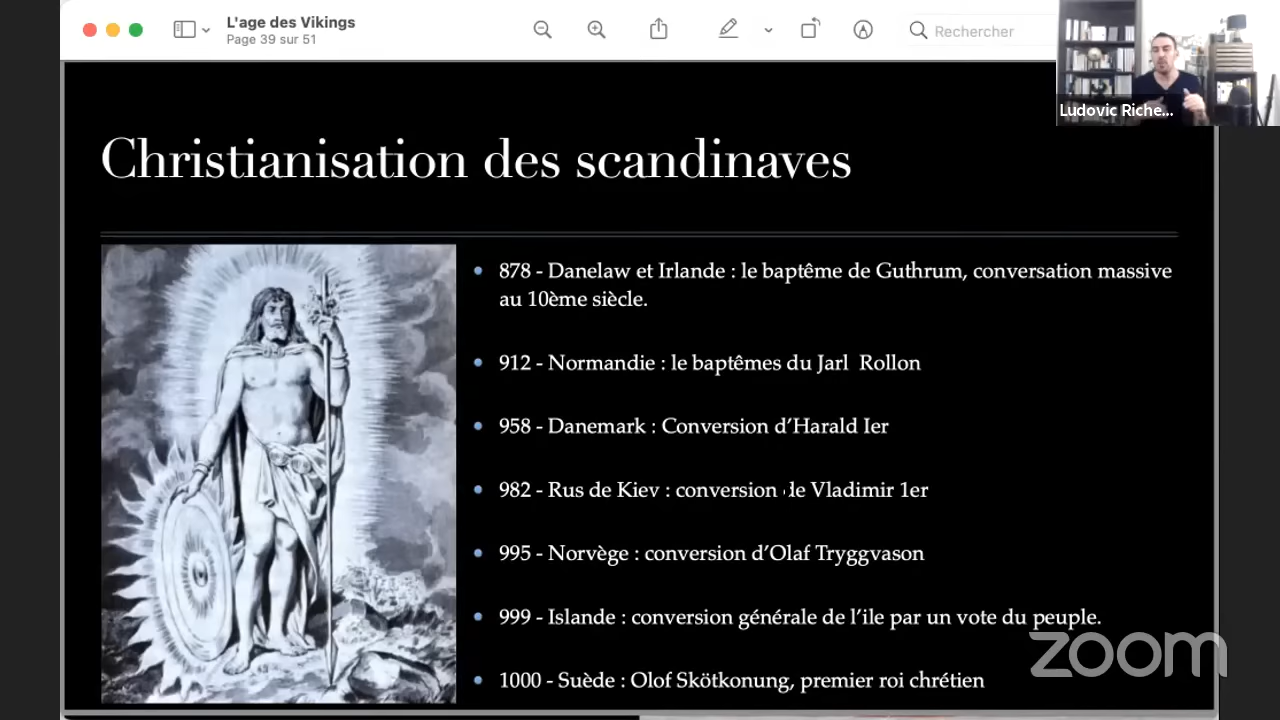 L'age des Vikings
Page 39 sur 51
Rechercher
Ludovic Riche...
Christianisation des scandinaves
878 - Danelaw et Irlande : le baptême de Guthrum, conversation massive
au 10ème siècle.
912 - Normandie : le baptêmes du Jarl Rollon
958 - Danemark : Conversion d'Harald Ier
982 - Rus de Kiev : conversion de Vladimir 1er
995 - Norvège : conversion d'Olaf Tryggvason
999 - Islande : conversion générale de l'ile par un vote du peuple.
1000 - Suède : Olof Skötkonung, premier roi chrétien
zoom